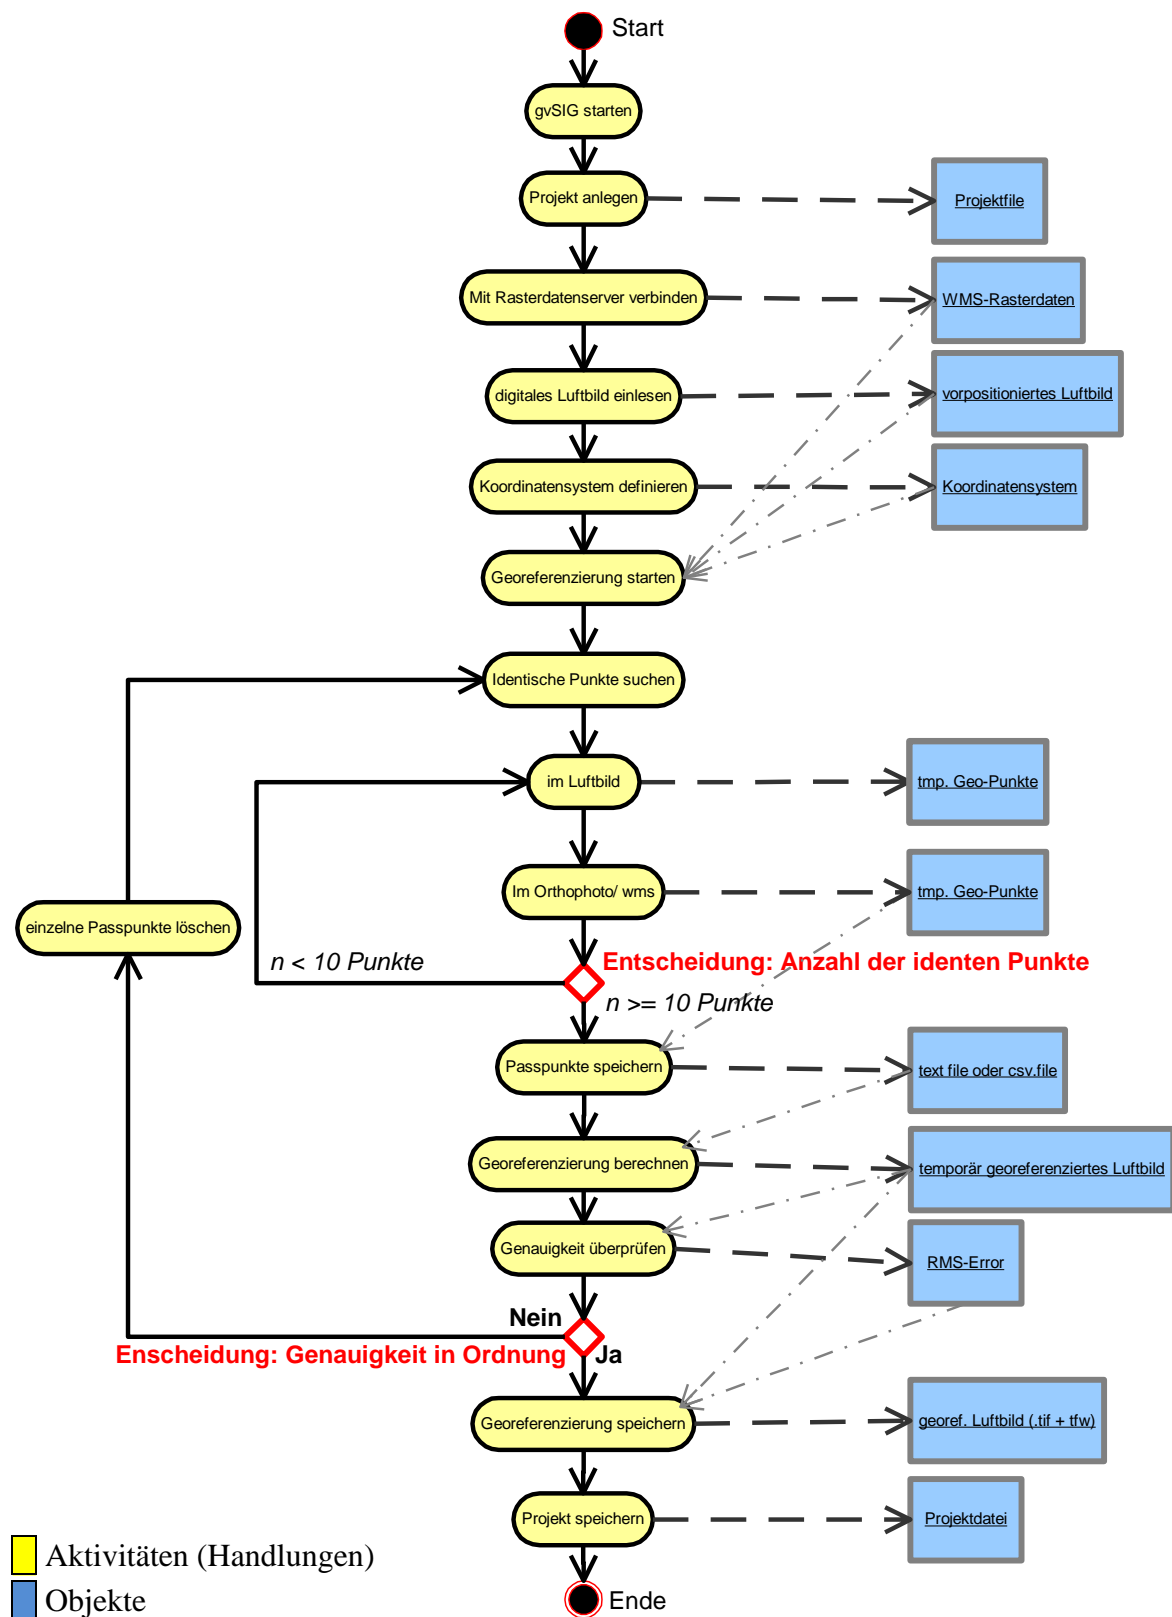 Start
gvSIG starten
Projekt anlegen
Projektfile
Mit Rasterdatenserver verbinden
WMS-Rasterdaten
digitales Luftbild einlesen
vorpositioniertes Luftbild
Koordinatensystem definieren
Koordinatensystem
Georeferenzierung starten
Identische Punkte suchen
im Luftbild
tmp. Geo-Punkte
Im Orthophoto/ wms
tmp. Geo-Punkte
einzelne Passpunkte löschen
n < 10 Punkte
Entscheidung: Anzahl der identen Punkte
n >= 10 Punkte
Passpunkte speichern
text file oder csv.file
Georeferenzierung berechnen
temporär georeferenziertes Luftbild
Genauigkeit überprüfen
RMS-Error
Nein
Enscheidung: Genauigkeit in Ordnung
Ja
Georeferenzierung speichern
georef. Luftbild (.tif + tfw)
Projekt speichern
Projektdatei
Aktivitäten (Handlungen)
Objekte
Ende